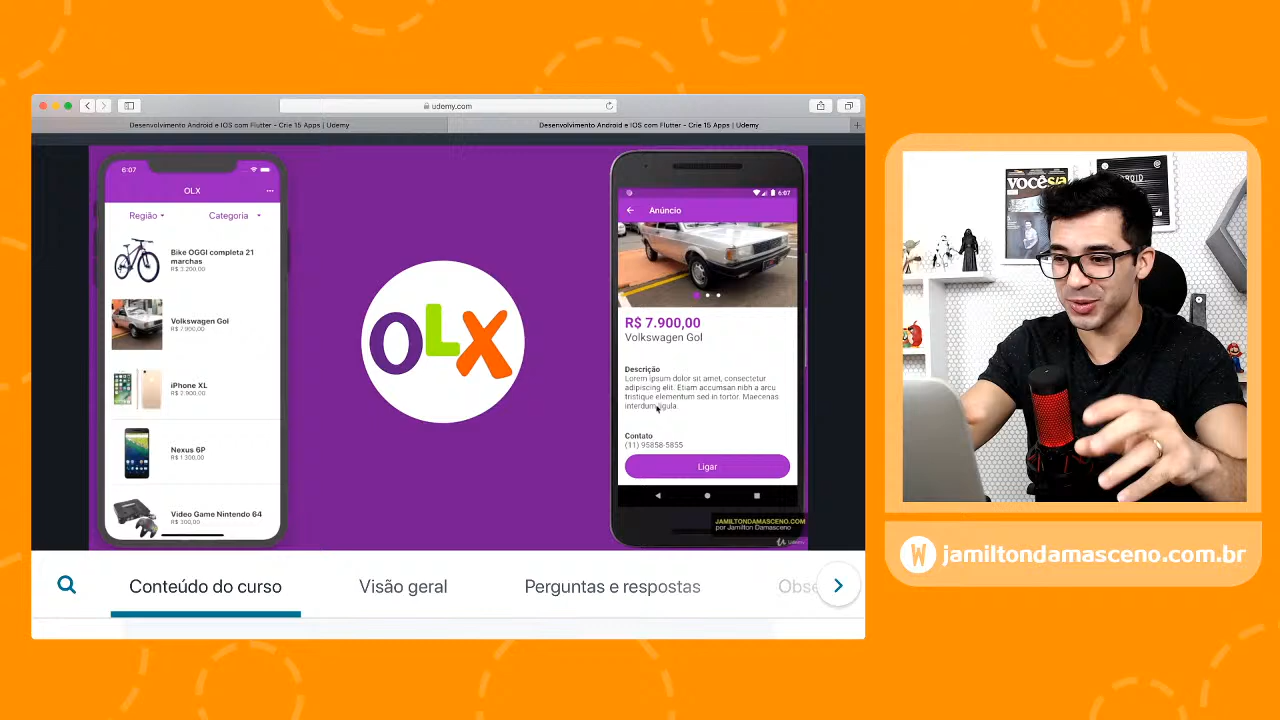 udemy.com
Desenvolvimento Android e IOS com Flutter - Crie 15 Apps | Udemy
Desenvolvimento Android e IOS com Flutter - Crie 15 Apps | Udemy
6:07
OLX
Região
Categoria
Bike OGGI completa 21
marchas
R$ 3.200,00
Volkswagen Gol
R$ 7.900,00
iPhone XL
R$ 2.900,00
Nexus 6P
R$ 1.300,00
Video Game Nintendo 64
R$ 300,00
OLX
6:07
Anúncio
R$ 7.900,00
Volkswagen Gol
Descrição
Lorem ipsum dolor sit amet, consectetur
adipiscing elit. Etiam accumsan nibh a arcu
tristique elementum sed in tortor. Maecenas
interdum ligula.
Contato
(11) 95858-5855
Ligar
JAMILTONDAMASCENO.COM
por Jamilton Damasceno
Conteúdo do curso
Visão geral
Perguntas e respostas
Obse
VOCÊ S/A
ANDROID
jamiltondamasceno.com.br